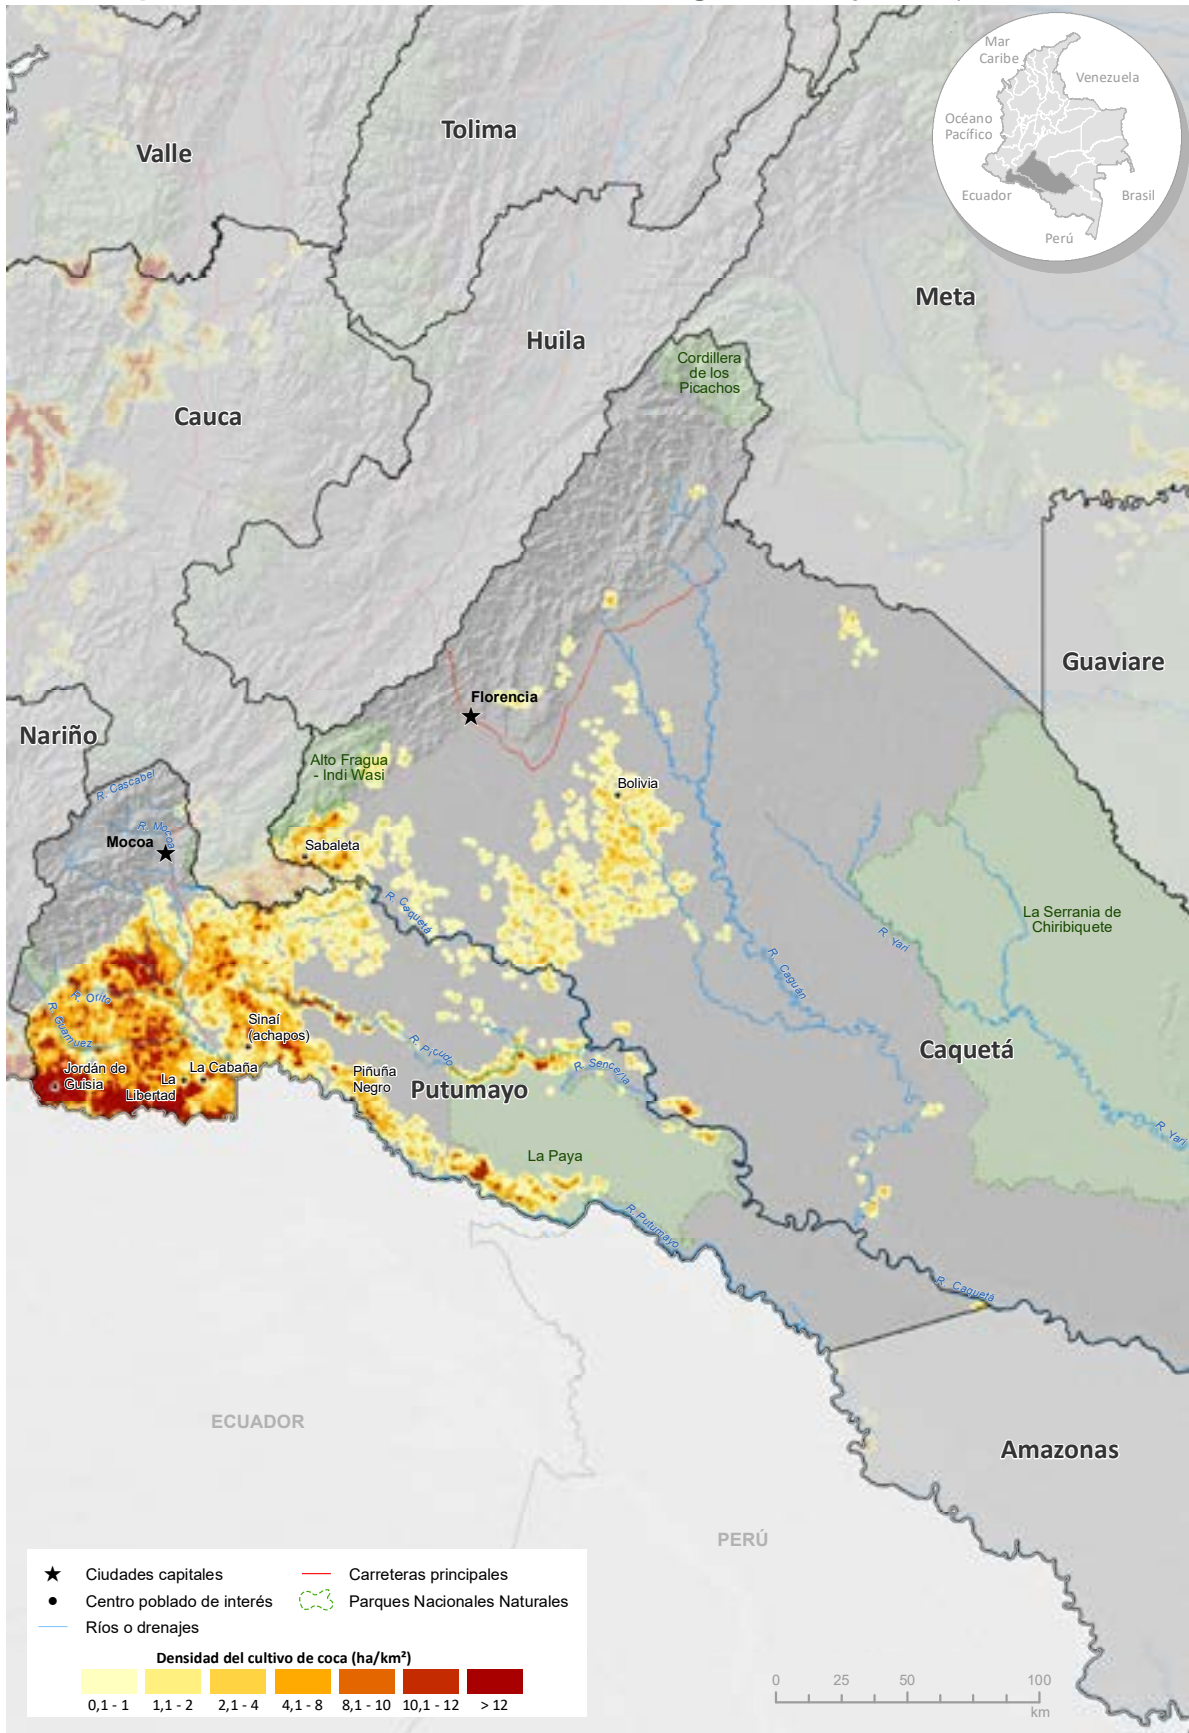 Mar
Caribe
Venezuela
Océano
Pacífico
Ecuador
Brasil
Perú
Tolima
Valle
Meta
Huila
Cordillera
de los
Picachos
Cauca
Guaviare
Florencia
Nariño
Alto Fragua
- Indi Wasi
R. Cascabel
Bolivia
R. Mocoa
Mocoa
Sabaleta
R. Caquetá
La Serrania de
Chiribiquete
R. Yarí
R. Caguán
R. Orito
R. Guamuez
Sinaí
(achapos)
R. Picudo
Caquetá
Jordán de
Guisia
La Cabaña
La
Libertad
Piñuña
Negro
Putumayo
R. Sencella
R. Yarí
La Paya
R. Putumayo
R. Caquetá
ECUADOR
Amazonas
PERÚ
Ciudades capitales
Carreteras principales
Centro poblado de interés
Parques Nacionales Naturales
Ríos o drenajes
Densidad del cultivo de coca (ha/km²)
0,1 - 1
1,1 - 2
2,1 - 4
4,1 - 8
8,1 - 10
10,1 - 12
> 12
0
25
50
100
km